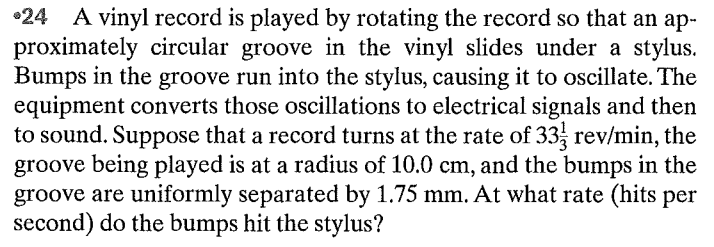 •24 A vinyl record is played by rotating the record so that an ap-
proximately circular groove in the vinyl slides under a stylus.
Bumps in the groove run into the stylus, causing it to oscillate. The
equipment converts those oscillations to electrical signals and then
to sound. Suppose that a record turns at the rate of 33⅓ rev/min, the
groove being played is at a radius of 10.0 cm, and the bumps in the
groove are uniformly separated by 1.75 mm. At what rate (hits per
second) do the bumps hit the stylus?